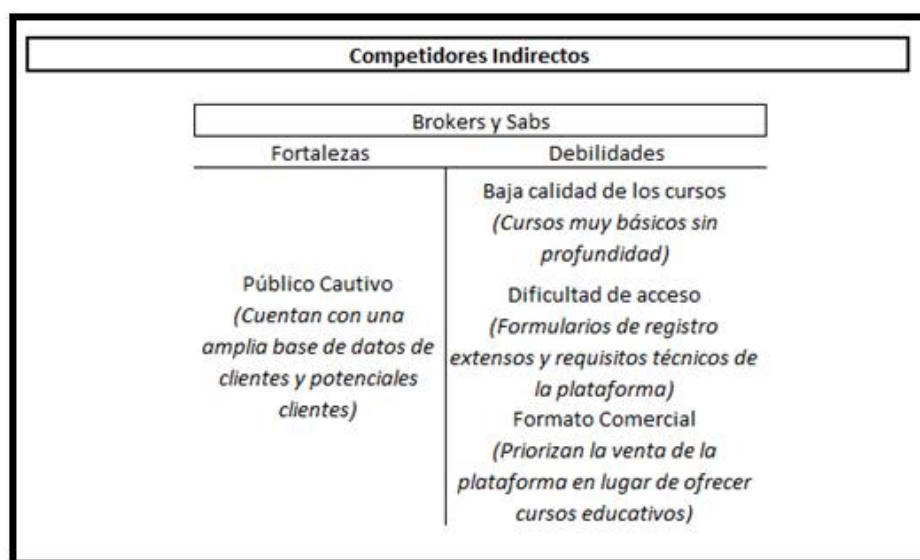 Competidores Indirectos
Brokers y Sabs
Fortalezas
Debilidades
Público Cautivo
(Cuentan con una
amplia base de datos de
clientes y potenciales
clientes)
Baja calidad de los cursos
(Cursos muy básicos sin
profundidad)
Dificultad de acceso
(Formularios de registro
extensos y requisitos técnicos de
la plataforma)
Formato Comercial
(Priorizan la venta de la
plataforma en lugar de ofrecer
cursos educativos)